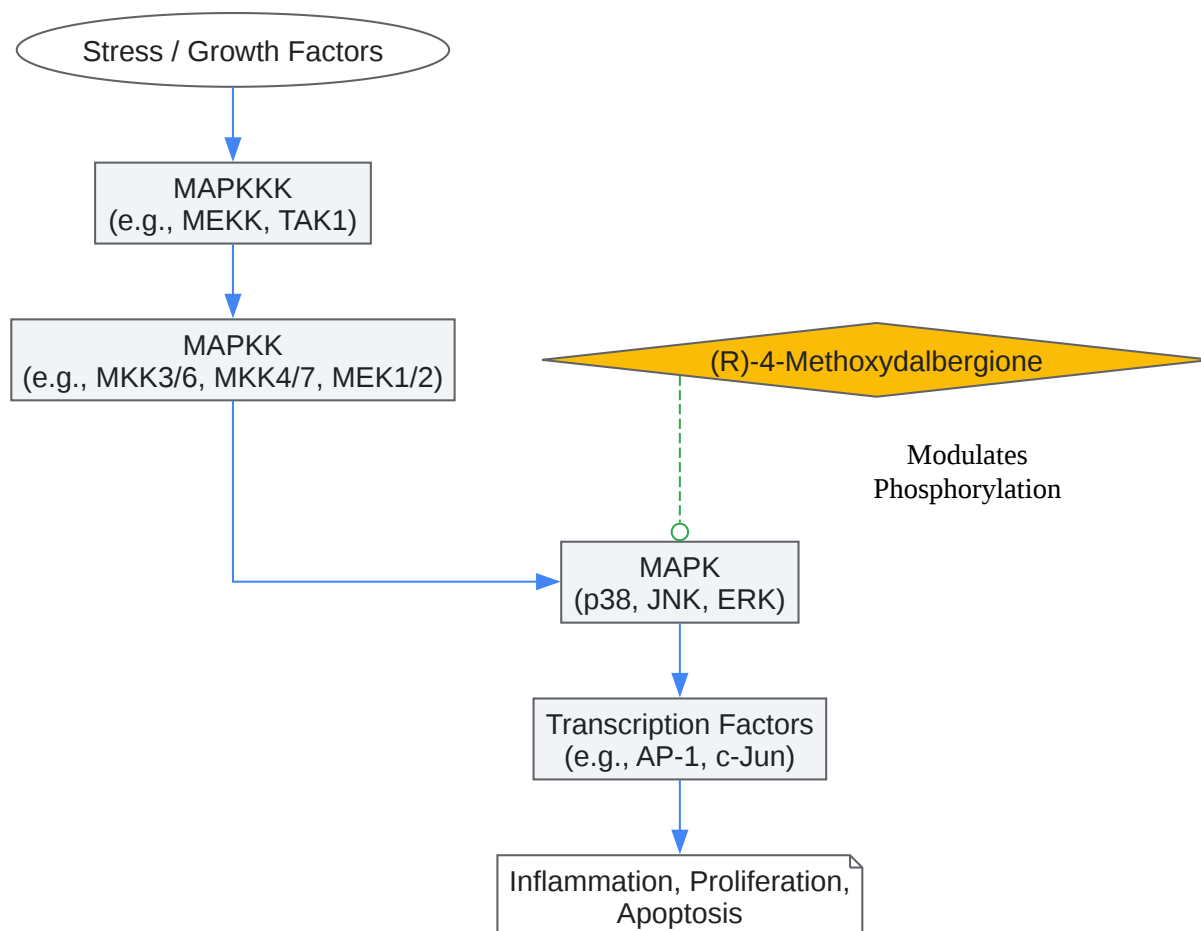 Stress / Growth Factors
MAPKKK
(e.g., MEKK, TAK1)
MAPKK
(e.g., MKK3/6, MKK4/7, MEK1/2)
(R)-4-Methoxydalbergione
Modulates
Phosphorylation
MAPK
(p38, JNK, ERK)
Transcription Factors
(e.g., AP-1, c-Jun)
Inflammation, Proliferation,
Apoptosis